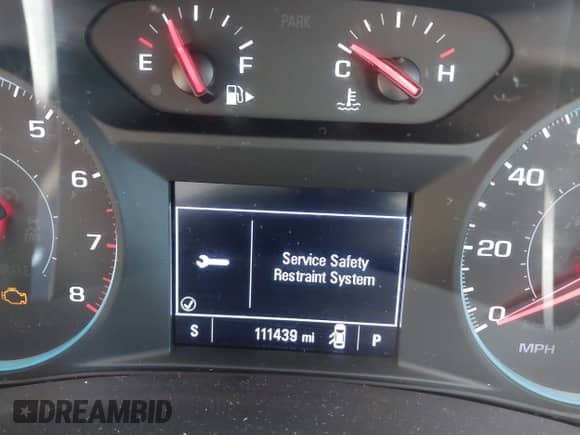 PARK
E F
C H
5
6
7
8
Service Safety
Restraint System
S 111439 mi P
40
20
0
MPH
DREAMBID